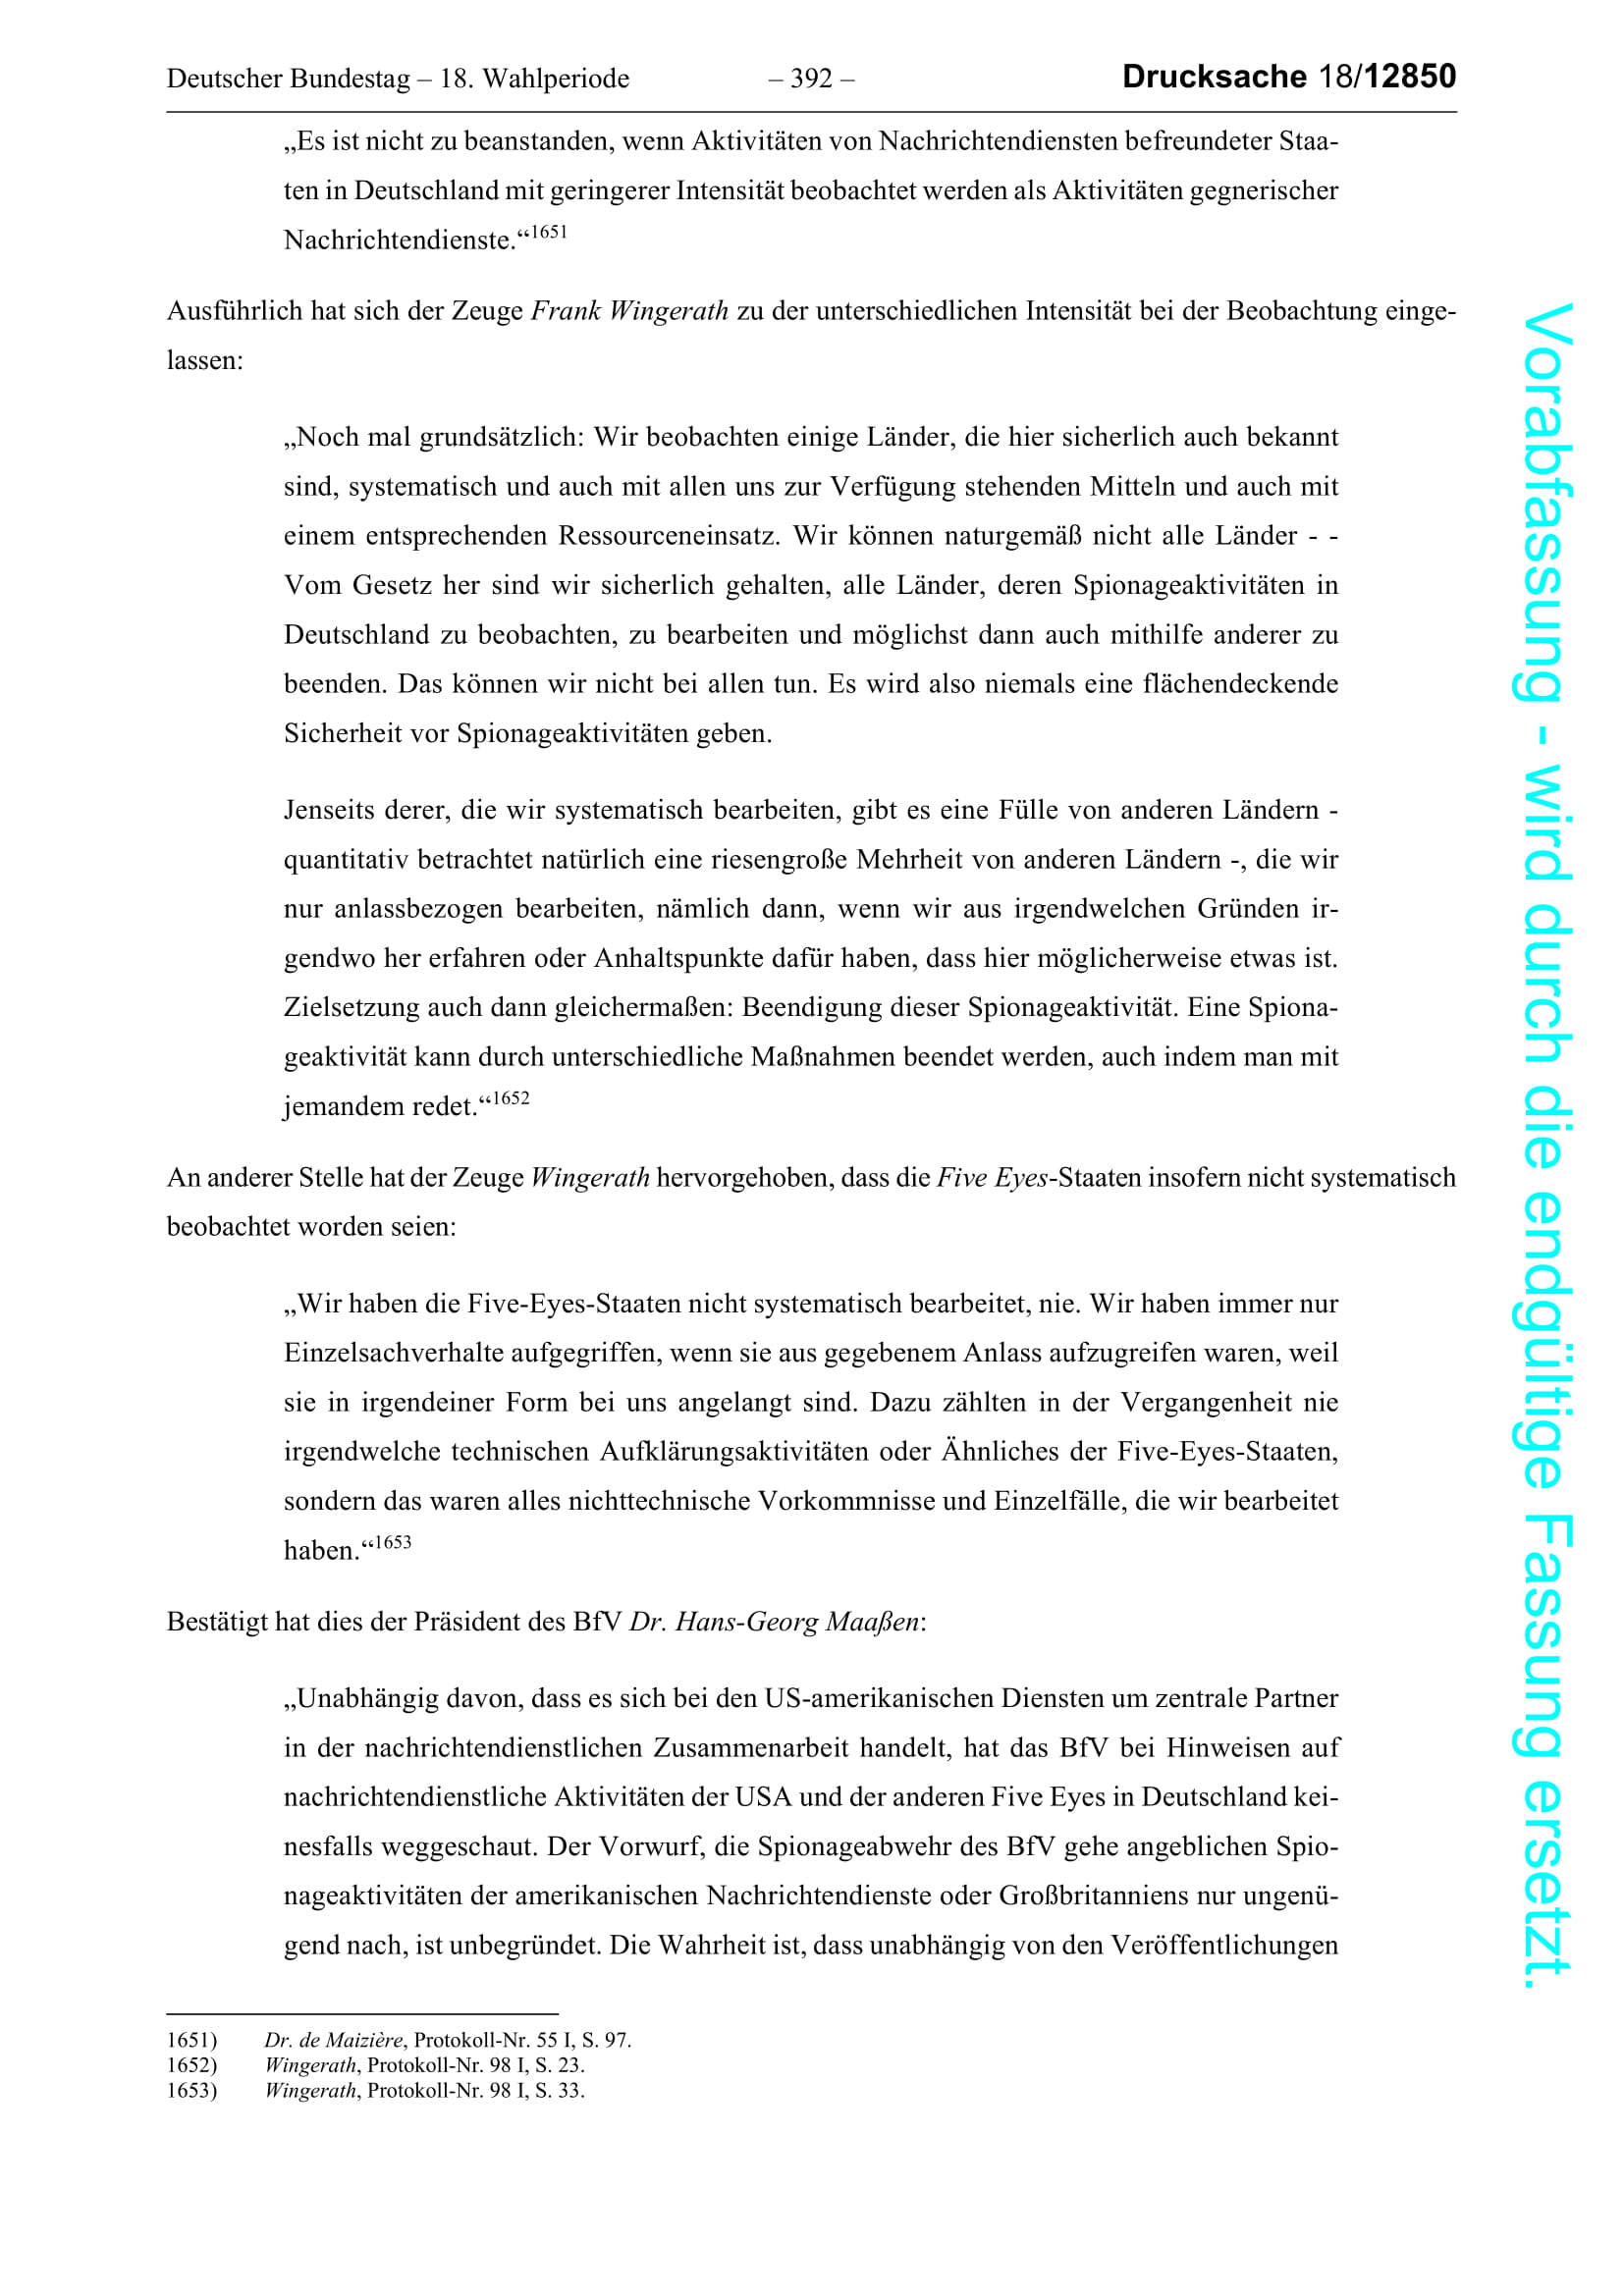 Deutscher Bundestag – 18. Wahlperiode – 392 – Drucksache 18/12850
„Es ist nicht zu beanstanden, wenn Aktivitäten von Nachrichtendiensten befreundeter Staa-
ten in Deutschland mit geringerer Intensität beobachtet werden als Aktivitäten gegnerischer
Nachrichtendienste.“1651
Ausführlich hat sich der Zeuge Frank Wingerath zu der unterschiedlichen Intensität bei der Beobachtung einge-
lassen:
„Noch mal grundsätzlich: Wir beobachten einige Länder, die hier sicherlich auch bekannt
sind, systematisch und auch mit allen uns zur Verfügung stehenden Mitteln und auch mit
einem entsprechenden Ressourceneinsatz. Wir können naturgemäß nicht alle Länder - -
Vom Gesetz her sind wir sicherlich gehalten, alle Länder, deren Spionageaktivitäten in
Deutschland zu beobachten, zu bearbeiten und möglichst dann auch mithilfe anderer zu
beenden. Das können wir nicht bei allen tun. Es wird also niemals eine flächendeckende
Sicherheit vor Spionageaktivitäten geben.
Jenseits derer, die wir systematisch bearbeiten, gibt es eine Fülle von anderen Ländern -
quantitativ betrachtet natürlich eine riesengroße Mehrheit von anderen Ländern -, die wir
nur anlassbezogen bearbeiten, nämlich dann, wenn wir aus irgendwelchen Gründen ir-
gendwo her erfahren oder Anhaltspunkte dafür haben, dass hier möglicherweise etwas ist.
Zielsetzung auch dann gleichermaßen: Beendigung dieser Spionageaktivität. Eine Spiona-
geaktivität kann durch unterschiedliche Maßnahmen beendet werden, auch indem man mit
jemandem redet.“1652
An anderer Stelle hat der Zeuge Wingerath hervorgehoben, dass die Five Eyes-Staaten insofern nicht systematisch
beobachtet worden seien:
„Wir haben die Five-Eyes-Staaten nicht systematisch bearbeitet, nie. Wir haben immer nur
Einzelsachverhalte aufgegriffen, wenn sie aus gegebenem Anlass aufzugreifen waren, weil
sie in irgendeiner Form bei uns angelangt sind. Dazu zählten in der Vergangenheit nie
irgendwelche technischen Aufklärungsaktivitäten oder Ähnliches der Five-Eyes-Staaten,
sondern das waren alles nichttechnische Vorkommnisse und Einzelfälle, die wir bearbeitet
haben.“1653
Bestätigt hat dies der Präsident des BfV Dr. Hans-Georg Maaßen:
„Unabhängig davon, dass es sich bei den US-amerikanischen Diensten um zentrale Partner
in der nachrichtendienstlichen Zusammenarbeit handelt, hat das BfV bei Hinweisen auf
nachrichtendienstliche Aktivitäten der USA und der anderen Five Eyes in Deutschland kei-
nesfalls weggeschaut. Der Vorwurf, die Spionageabwehr des BfV gehe angeblichen Spio-
nageaktivitäten der amerikanischen Nachrichtendienste oder Großbritanniens nur ungenü-
gend nach, ist unbegründet. Die Wahrheit ist, dass unabhängig von den Veröffentlichungen
1651) Dr. de Maizière, Protokoll-Nr. 55 I, S. 97.
1652) Wingerath, Protokoll-Nr. 98 I, S. 23.
1653) Wingerath, Protokoll-Nr. 98 I, S. 33.
Vorabfassung - wird durch die endgültige Fassung ersetzt.